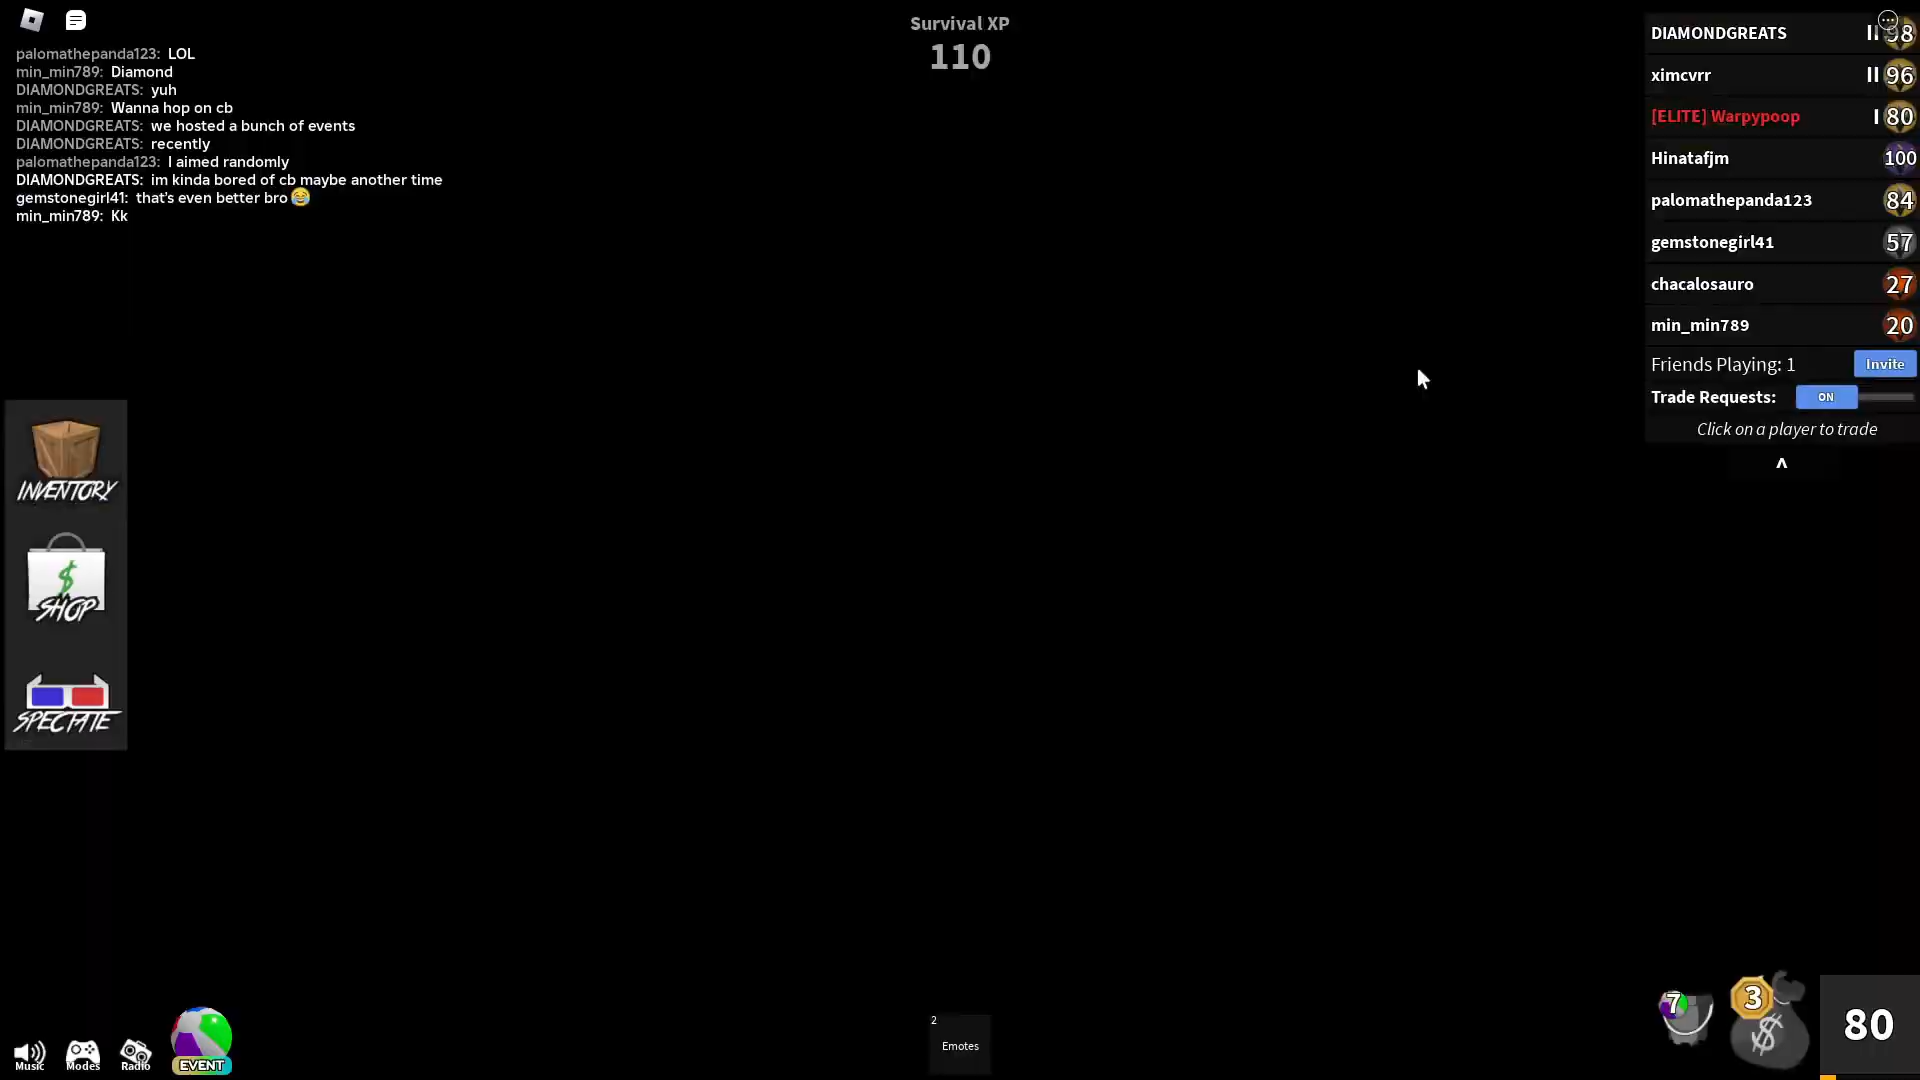 Survival XP
110
palomathepanda123: LOL
min_min789: Diamond
DIAMONDGREATS: yuh
min_min789: Wanna hop on cb
DIAMONDGREATS: we hosted a bunch of events
DIAMONDGREATS: recently
palomathepanda123: I aimed randomly
DIAMONDGREATS: im kinda bored of cb maybe another time
gemstonegirl41: that's even better bro😂
min_min789: Kk
DIAMONDGREATS II 98
ximcvrr II 96
[ELITE] Warpypoop I 80
Hinatafjm 100
palomathepanda123 84
gemstonegirl41 57
chacalosauro 27
min_min789 20
Friends Playing: 1 Invite
Trade Requests: ON
Click on a player to trade
INVENTORY
$
SHOP
SPECTATE
Music
Modes
Radio
EVENT
2
Emotes
7
3
$
80